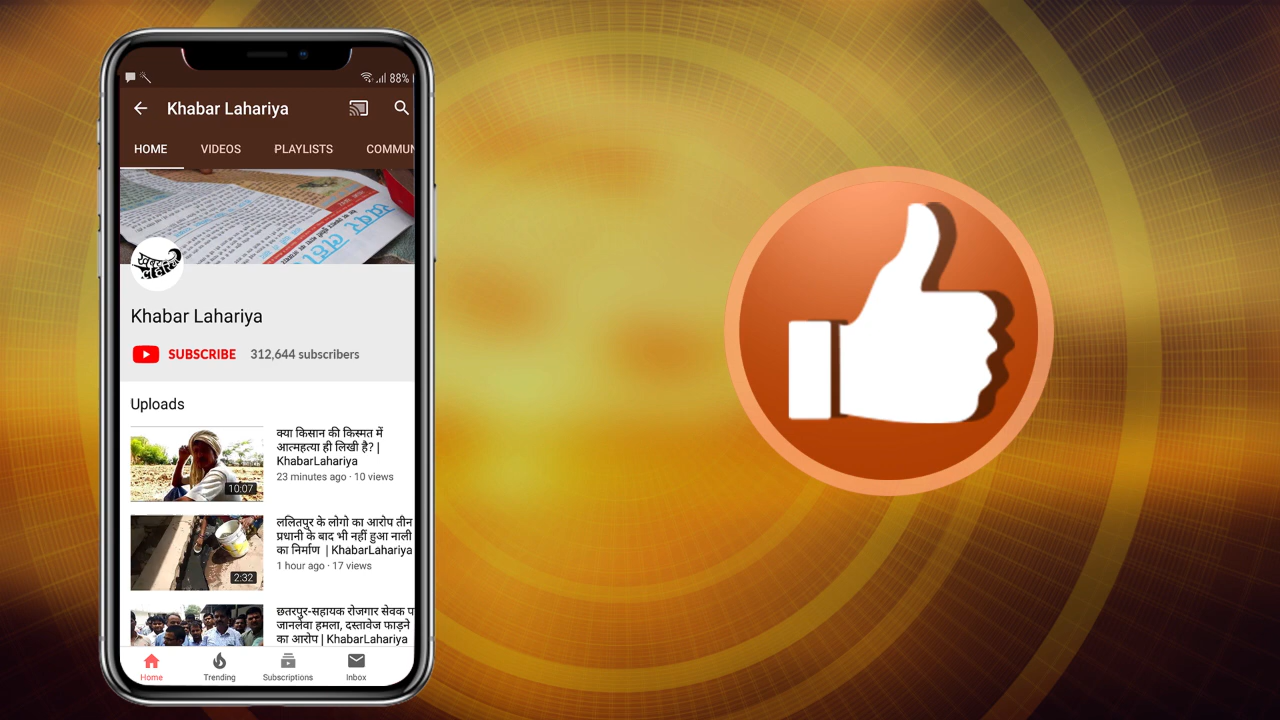 88%
Khabar Lahariya
HOME VIDEOS PLAYLISTS COMMUN
खबर लहरिया
Khabar Lahariya
SUBSCRIBE 312,644 subscribers
Uploads
क्या किसान की किस्मत में
आत्महत्या ही लिखी है? |
KhabarLahariya
23 minutes ago · 10 views
10:07
ललितपुर के लोगो का आरोप तीन
प्रधानी के बाद भी नहीं हुआ नाली
का निर्माण | KhabarLahariya
1 hour ago · 17 views
2:32
छतरपुर-सहायक रोजगार सेवक प
जानलेवा हमला, दस्तावेज फाड़ने
का आरोप | KhabarLahariya
Home Trending Subscriptions Inbox